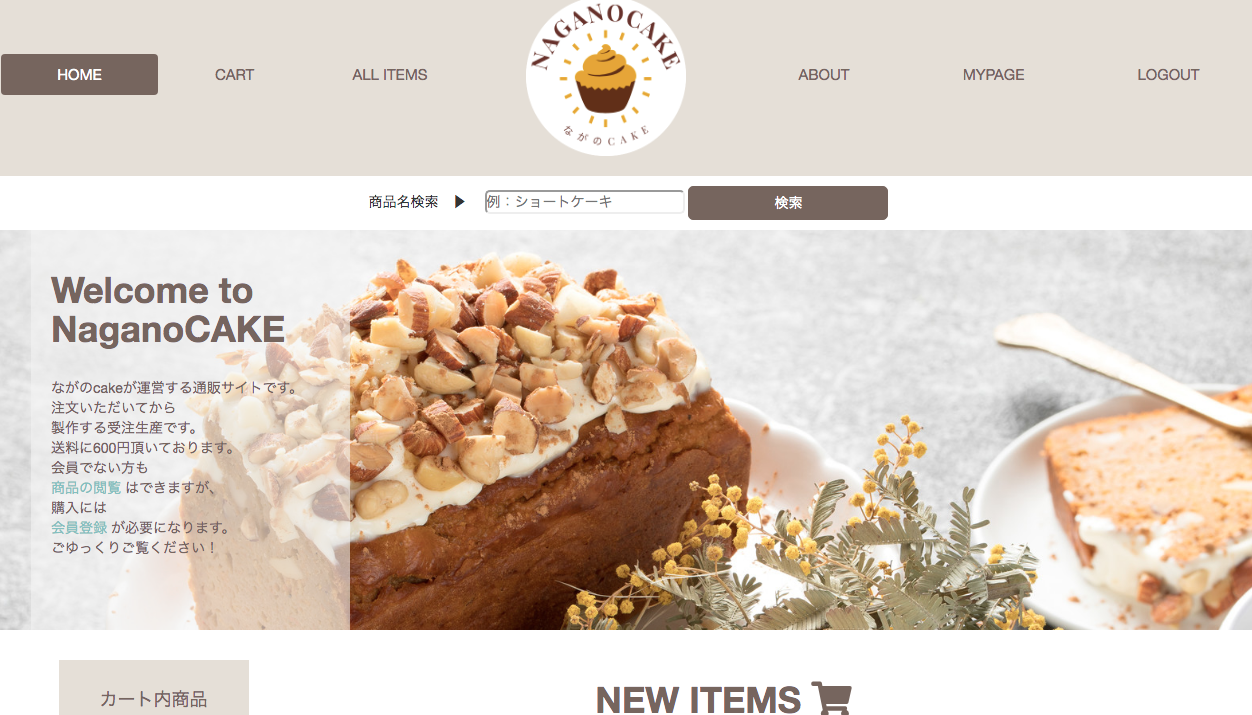 HOME
CART
ALL ITEMS
NAGANOCAKE
ながのCAKE
ABOUT
MYPAGE
LOGOUT
商品名検索 ▶
例：ショートケーキ
検索
Welcome to
NaganoCAKE
ながのcakeが運営する通販サイトです。
注文いただいてから
製作する受注生産です。
送料に600円頂いております。
会員でない方も
商品の閲覧 はできますが、
購入には
会員登録 が必要になります。
ごゆっくりご覧ください！
カート内商品
NEW ITEMS